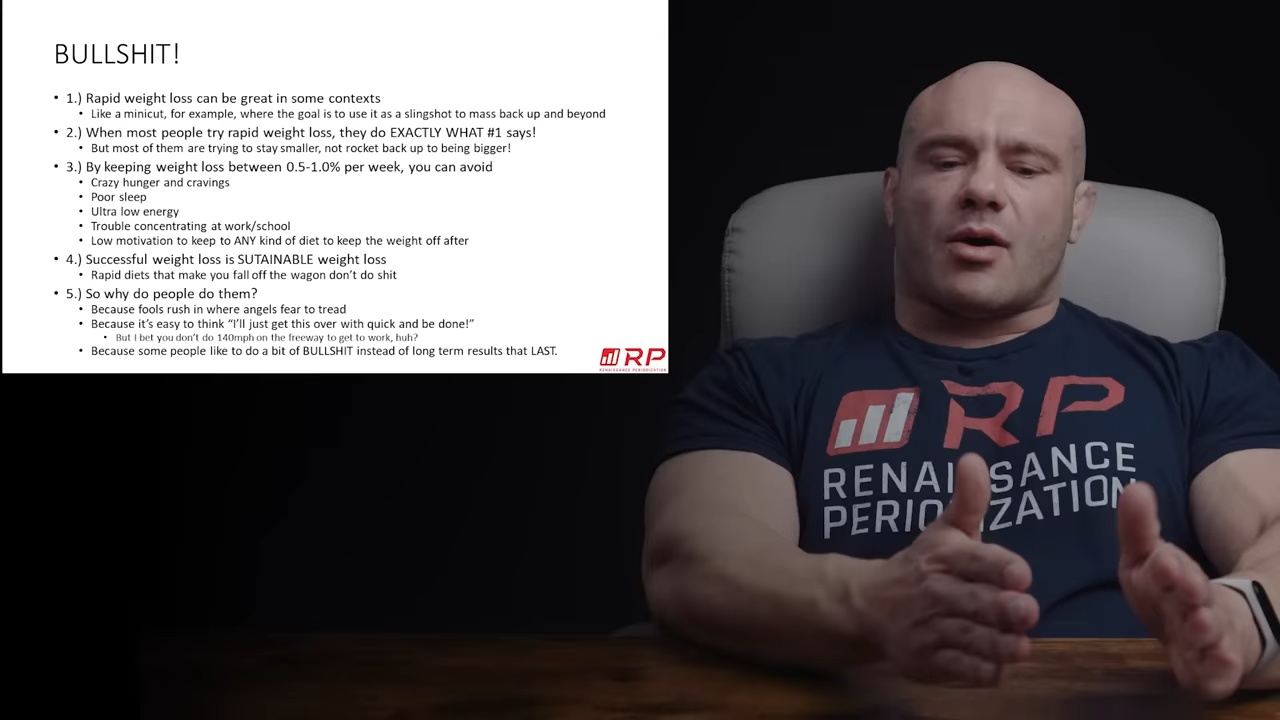 BULLSHIT!
• 1.) Rapid weight loss can be great in some contexts
• Like a minicut, for example, where the goal is to use it as a slingshot to mass back up and beyond
• 2.) When most people try rapid weight loss, they do EXACTLY WHAT #1 says!
• But most of them are trying to stay smaller, not rocket back up to being bigger!
• 3.) By keeping weight loss between 0.5-1.0% per week, you can avoid
• Crazy hunger and cravings
• Poor sleep
• Ultra low energy
• Trouble concentrating at work/school
• Low motivation to keep to ANY kind of diet to keep the weight off after
• 4.) Successful weight loss is SUTAINABLE weight loss
• Rapid diets that make you fall off the wagon don't do shit
• 5.) So why do people do them?
• Because fools rush in where angels fear to tread
• Because it's easy to think "I'll just get this over with quick and be done!"
• But I bet you don't do 140mph on the freeway to get to work, huh?
• Because some people like to do a bit of BULLSHIT instead of long term results that LAST.
RP
RENAISSANCE PERIODIZATION
RP
RENAISSANCE
PERIODIZATION